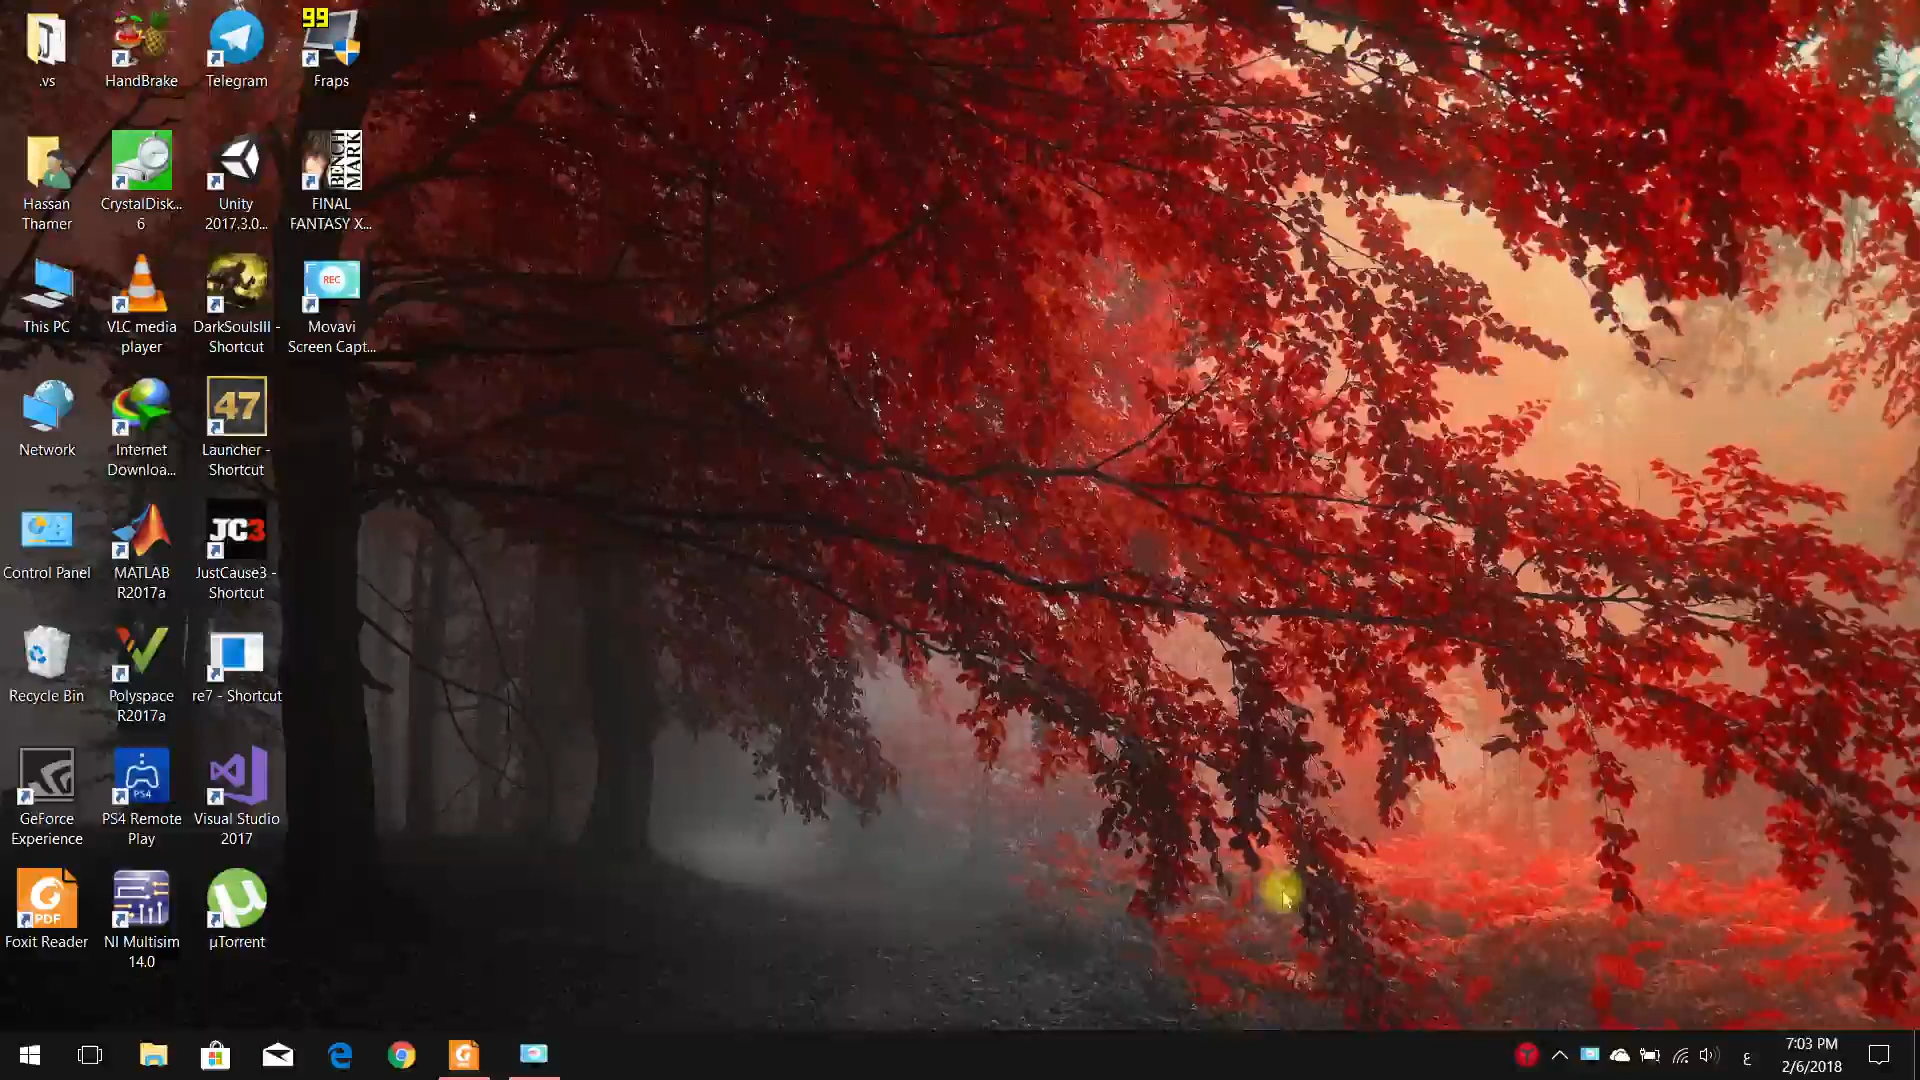 .vs
HandBrake
Telegram
99
Fraps
Hassan
Thamer
CrystalDisk...
6
Unity
2017.3.0...
BENCH
MARK
FINAL
FANTASY X...
This PC
VLC media
player
DarkSoulsIII -
Shortcut
REC
Movavi
Screen Capt...
Network
Internet
Downloa...
47
Launcher -
Shortcut
Control Panel
MATLAB
R2017a
JC3
JustCause3 -
Shortcut
Recycle Bin
Polyspace
R2017a
re7 - Shortcut
GeForce
Experience
PS4
PS4 Remote
Play
Visual Studio
2017
PDF
Foxit Reader
NI Multisim
14.0
µ
µTorrent
ع
7:03 PM
2/6/2018